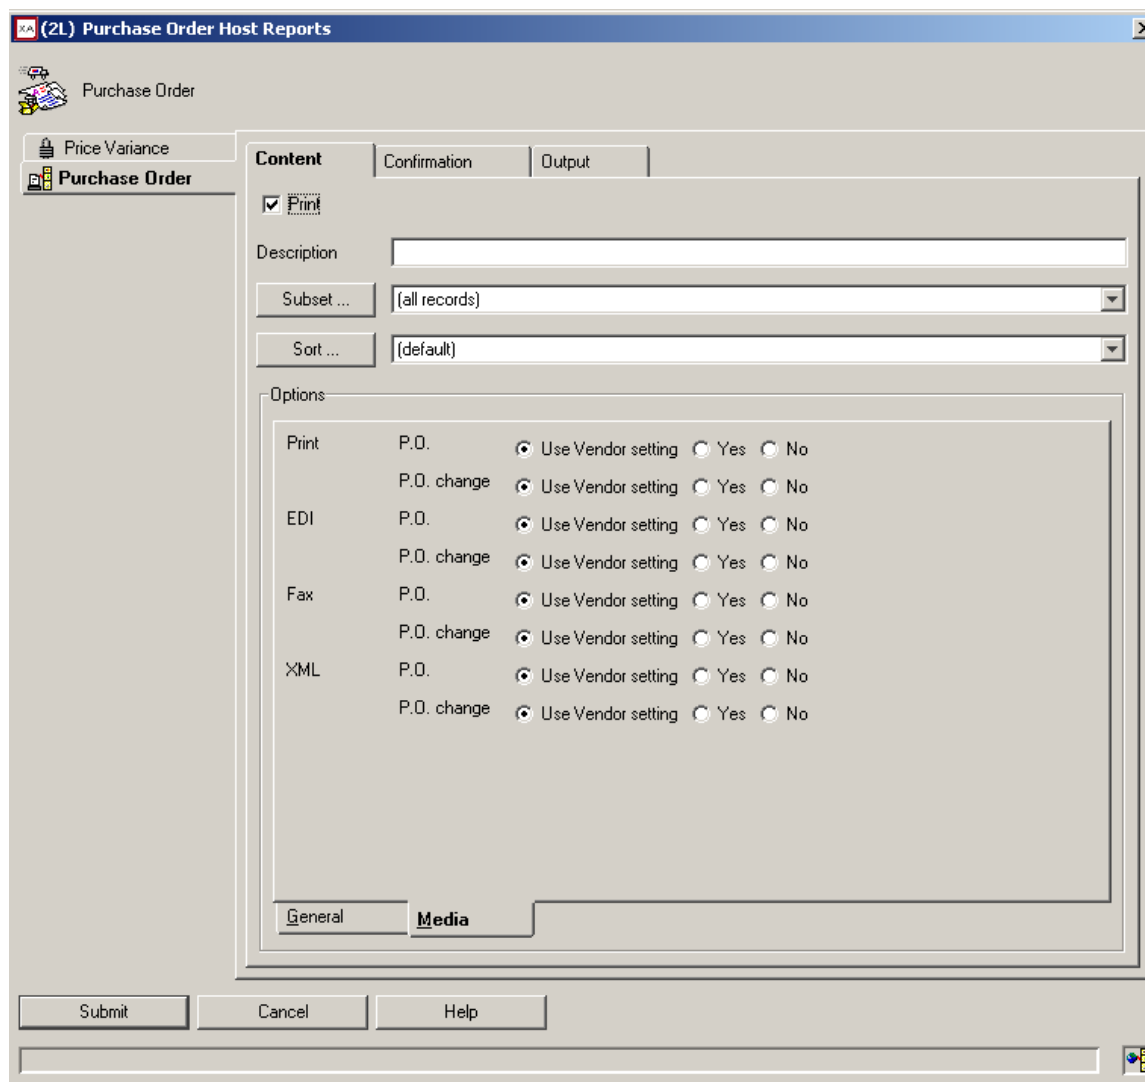 XA (2L) Purchase Order Host Reports
Purchase Order
Price Variance
Purchase Order
Content Confirmation Output
Print
Description
Subset ... (all records)
Sort ... (default)
Options
Print P.O. Use Vendor setting Yes No
P.O. change Use Vendor setting Yes No
EDI P.O. Use Vendor setting Yes No
P.O. change Use Vendor setting Yes No
Fax P.O. Use Vendor setting Yes No
P.O. change Use Vendor setting Yes No
XML P.O. Use Vendor setting Yes No
P.O. change Use Vendor setting Yes No
General Media
Submit Cancel Help